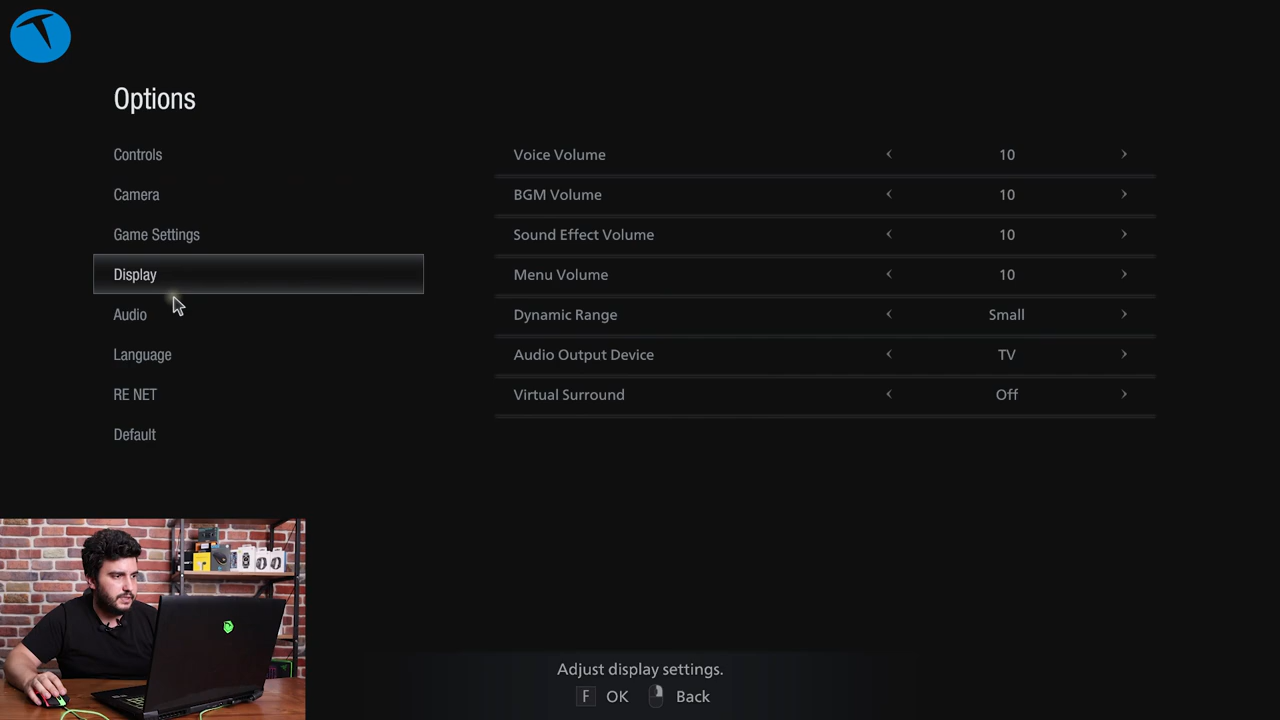 Options
Controls
Camera
Game Settings
Display
Audio
Language
RE NET
Default
Voice Volume 10
BGM Volume 10
Sound Effect Volume 10
Menu Volume 10
Dynamic Range Small
Audio Output Device TV
Virtual Surround Off
Adjust display settings.
F OK Back